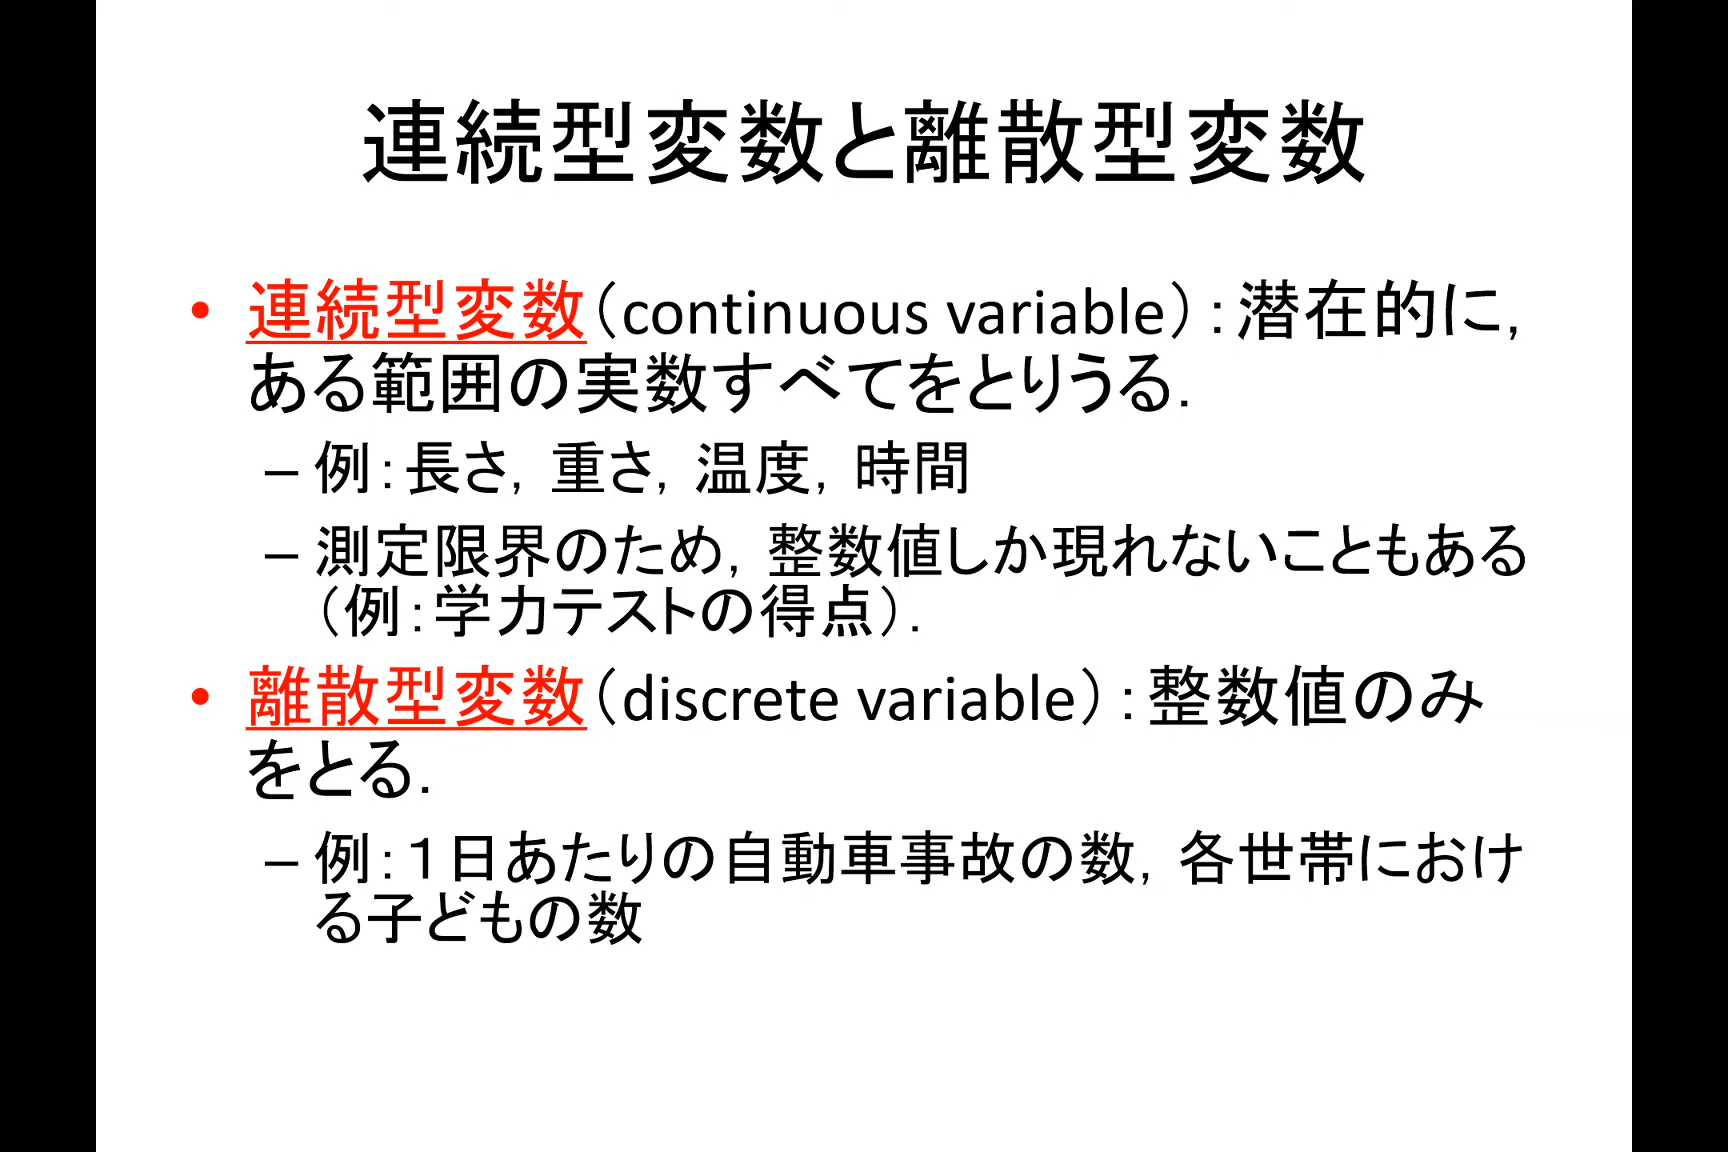 連続型変数と離散型変数
• 連続型変数（continuous variable）：潜在的に，
ある範囲の実数すべてをとりうる．
– 例：長さ，重さ，温度，時間
– 測定限界のため，整数値しか現れないこともある
（例：学力テストの得点）．
• 離散型変数（discrete variable）：整数値のみ
をとる．
– 例：１日あたりの自動車事故の数，各世帯におけ
る子どもの数